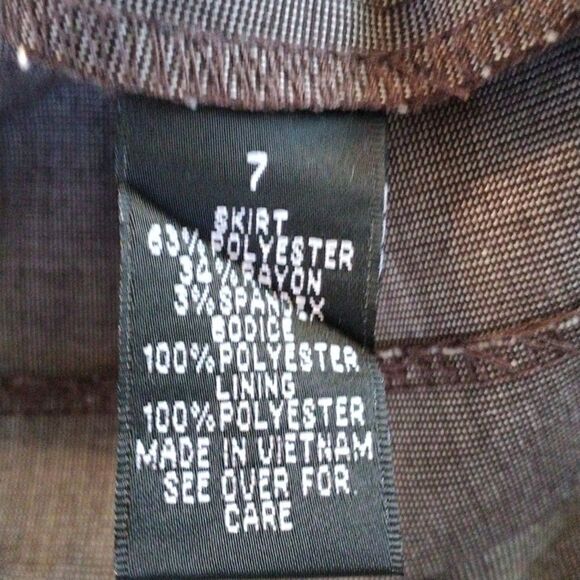 7
SKIRT
63% POLYESTER
34% RAYON
3% SPANDEX
BODICE
100% POLYESTER
LINING
100% POLYESTER
MADE IN VIETNAM
SEE OVER FOR
CARE